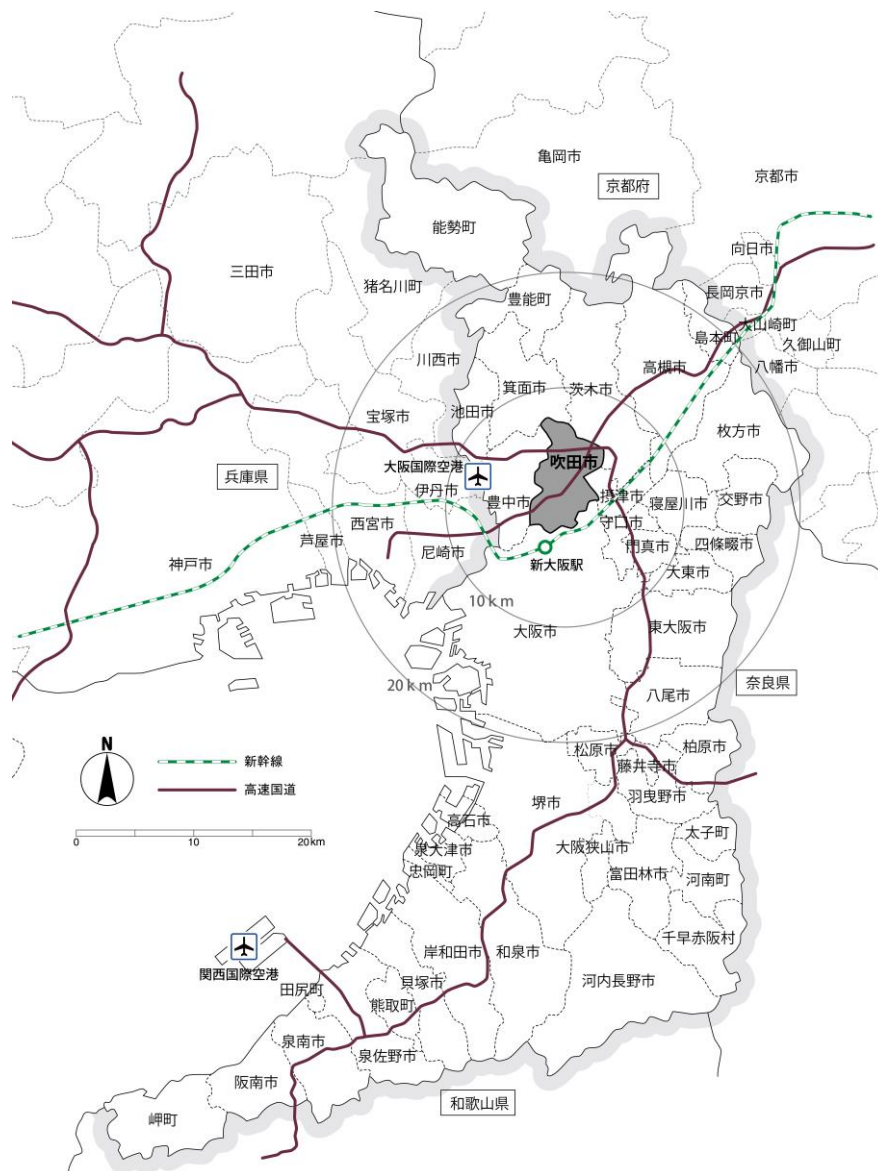 亀岡市
京都府
京都市
能勢町
向日市
三田市
猪名川町
豊能町
長岡京市
大山崎町
島本町
久御山町
川西市
高槻市
八幡市
箕面市
茨木市
宝塚市
池田市
枚方市
吹田市
大阪国際空港
兵庫県
伊丹市
豊中市
摂津市
寝屋川市
交野市
西宮市
守口市
芦屋市
尼崎市
門真市
四條畷市
神戸市
新大阪駅
大東市
10 k m
大阪市
東大阪市
20 k m
八尾市
奈良県
N
松原市
柏原市
新幹線
藤井寺市
高速国道
羽曳野市
堺市
高石市
0 10 20km
太子町
泉大津市
大阪狭山市
忠岡町
富田林市
河南町
千早赤阪村
岸和田市
和泉市
関西国際空港
貝塚市
河内長野市
田尻町
熊取町
泉南市
泉佐野市
阪南市
和歌山県
岬町